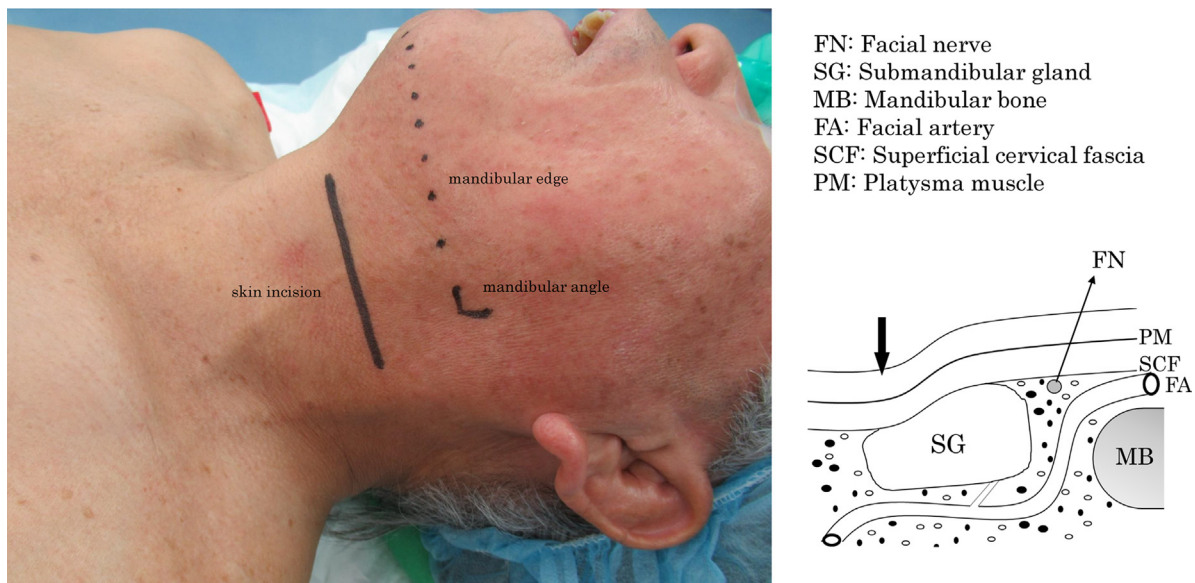 mandibular edge
skin incision
mandibular angle
FN: Facial nerve
SG: Submandibular gland
MB: Mandibular bone
FA: Facial artery
SCF: Superficial cervical fascia
PM: Platysma muscle
FN
PM
SCF
FA
SG
MB